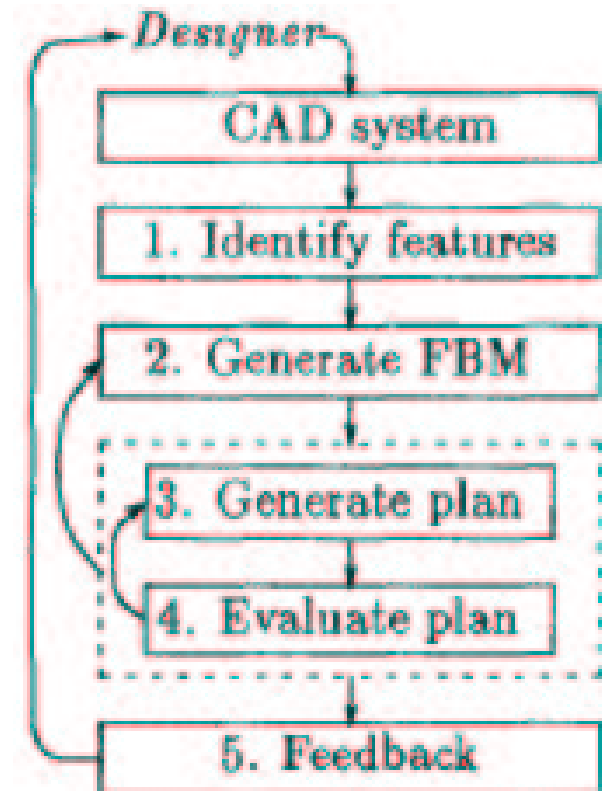 Designer
CAD system
1. Identify features
2. Generate FBM
3. Generate plan
4. Evaluate plan
5. Feedback